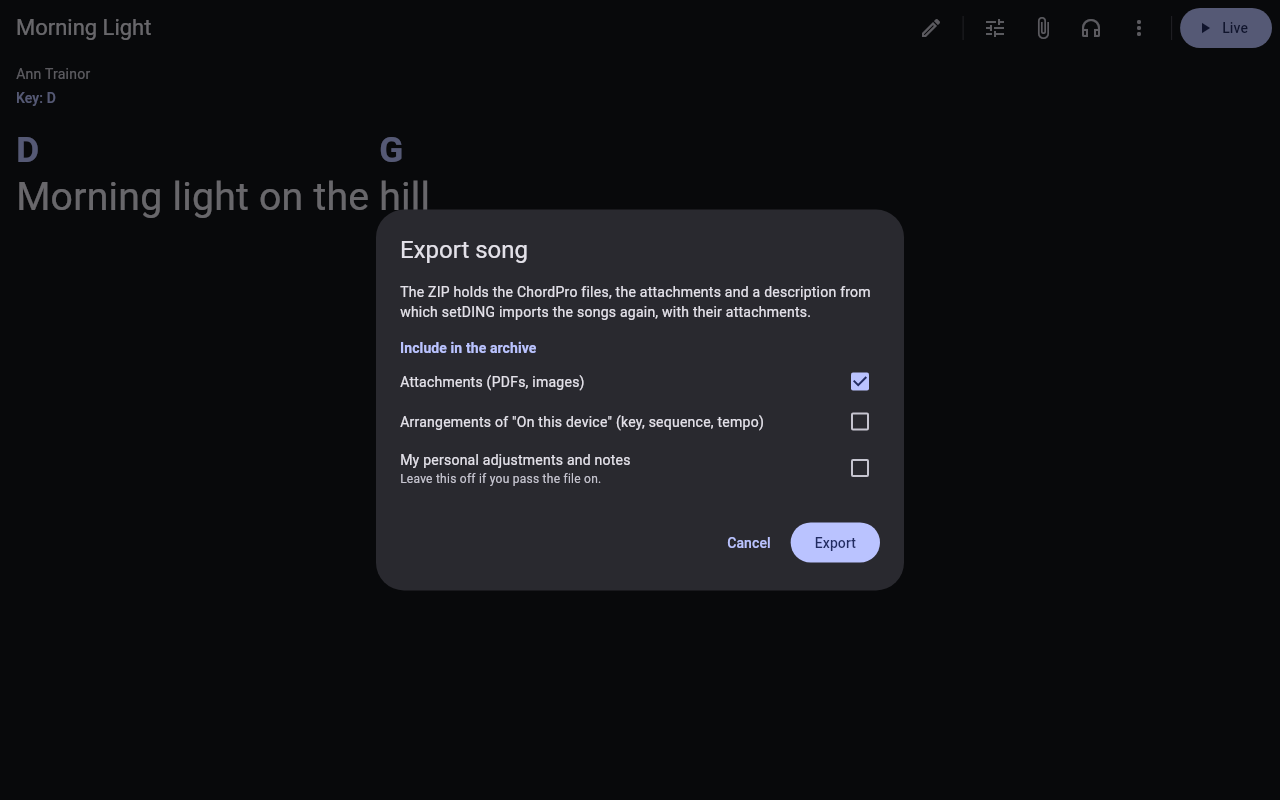 Morning Light
Live
Ann Trainor
Key: D
D G
Morning light on the hill
Export song
The ZIP holds the ChordPro files, the attachments and a description from
which setDING imports the songs again, with their attachments.
Include in the archive
Attachments (PDFs, images)
Arrangements of "On this device" (key, sequence, tempo)
My personal adjustments and notes
Leave this off if you pass the file on.
Cancel Export